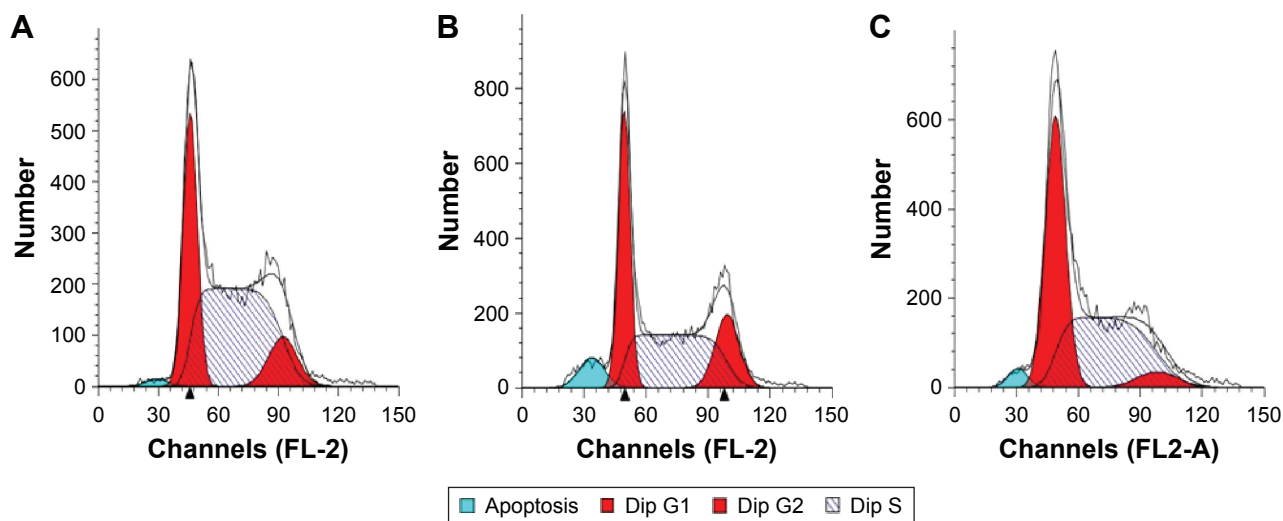 A
Number
600
500
400
300
200
100
0
0 30 60 90 120 150
Channels (FL-2)
B
Number
800
600
400
200
0
0 30 60 90 120 150
Channels (FL-2)
C
Number
600
400
200
0
0 30 60 90 120 150
Channels (FL2-A)
Apoptosis Dip G1 Dip G2 Dip S